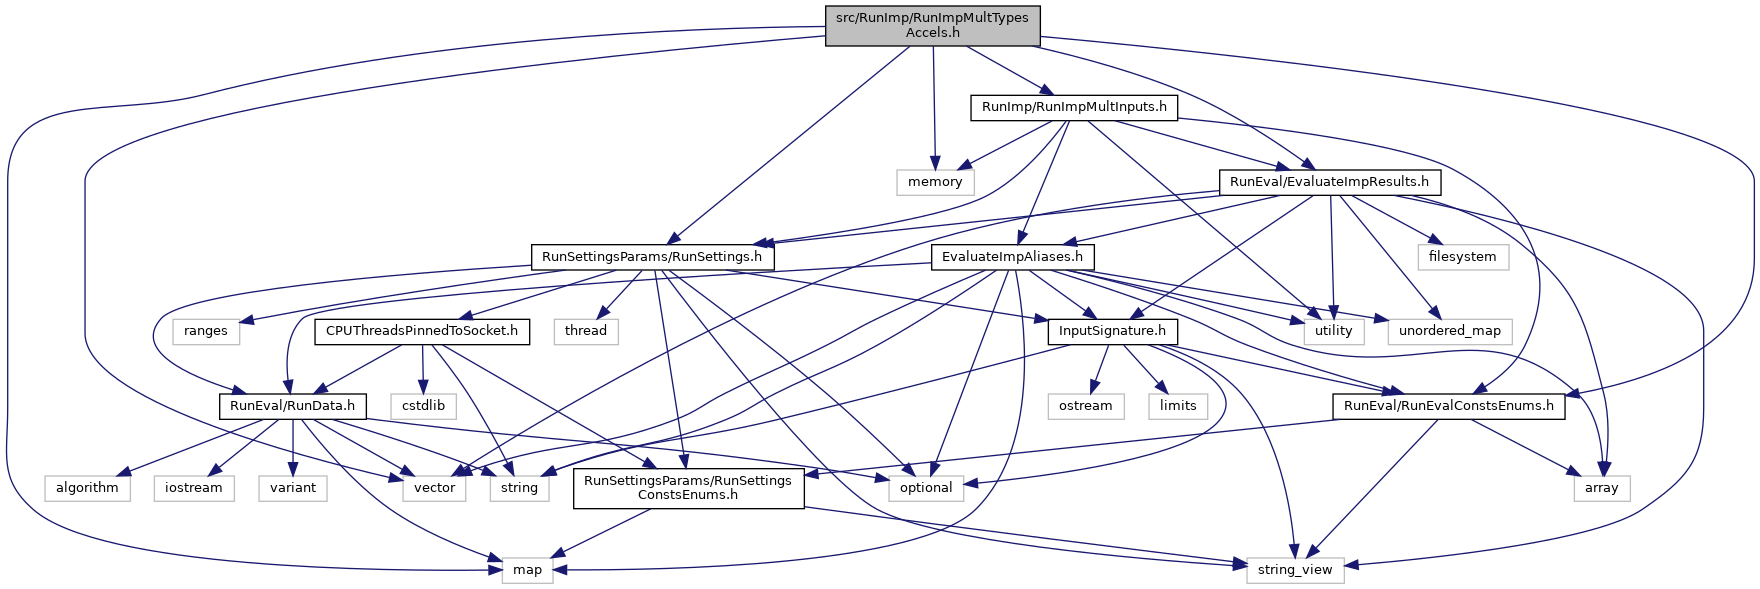 src/RunImp/RunImpMultTypes
Accels.h
RunImp/RunImpMultInputs.h
memory
RunEval/EvaluateImpResults.h
RunSettingsParams/RunSettings.h
EvaluateImpAliases.h
filesystem
ranges
CPUThreadsPinnedToSocket.h
thread
InputSignature.h
utility
unordered_map
RunEval/RunData.h
cstdlib
ostream
limits
RunEval/RunEvalConstsEnums.h
algorithm
iostream
variant
vector
string
RunSettingsParams/RunSettings
ConstsEnums.h
optional
array
map
string_view